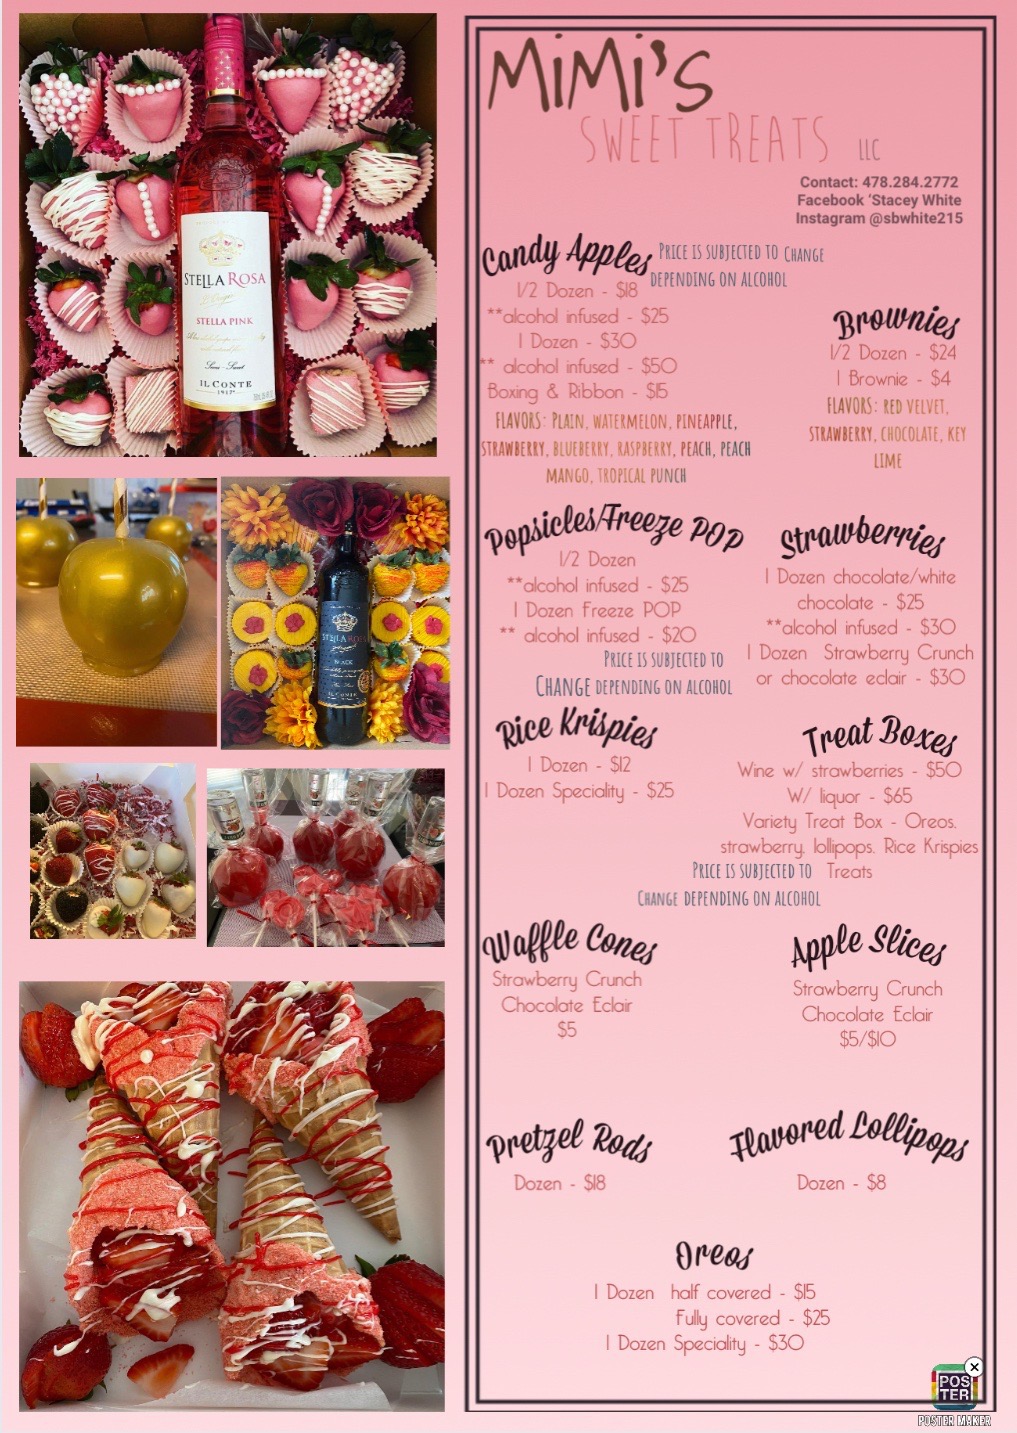 MiMi's
SWEET TREATS LLC
Contact: 478.284.2772
Facebook 'Stacey White
Instagram @sbwhite215
Candy Apples
PRICE IS SUBJECTED TO CHANGE
DEPENDING ON ALCOHOL
1/2 Dozen - $18
**alcohol infused - $25
1 Dozen - $30
** alcohol infused - $50
Boxing & Ribbon - $15
FLAVORS: PLAIN, WATERMELON, PINEAPPLE,
STRAWBERRY, BLUEBERRY, RASPBERRY, PEACH, PEACH
MANGO, TROPICAL PUNCH
Brownies
1/2 Dozen - $24
1 Brownie - $4
FLAVORS: RED VELVET,
STRAWBERRY, CHOCOLATE, KEY
LIME
Popsicles/Freeze POP
1/2 Dozen
**alcohol infused - $25
1 Dozen Freeze POP
** alcohol infused - $20
PRICE IS SUBJECTED TO
CHANGE DEPENDING ON ALCOHOL
Strawberries
1 Dozen chocolate/white
chocolate - $25
**alcohol infused - $30
1 Dozen Strawberry Crunch
or chocolate eclair - $30
Rice Krispies
1 Dozen - $12
1 Dozen Speciality - $25
Treat Boxes
Wine w/ strawberries - $50
W/ liquor - $65
Variety Treat Box - Oreos,
strawberry, lollipops, Rice Krispies
Treats
PRICE IS SUBJECTED TO
CHANGE DEPENDING ON ALCOHOL
Waffle Cones
Strawberry Crunch
Chocolate Eclair
$5
Apple Slices
Strawberry Crunch
Chocolate Eclair
$5/$10
Pretzel Rods
Dozen - $18
Flavored Lollipops
Dozen - $8
Oreos
1 Dozen half covered - $15
Fully covered - $25
1 Dozen Speciality - $30
STELLA ROSA
STELLA PINK
Semi-Sweet
IL CONTE
STELLA ROSA
BLACK
IL CONTE
POS
TER
POSTER MAKER